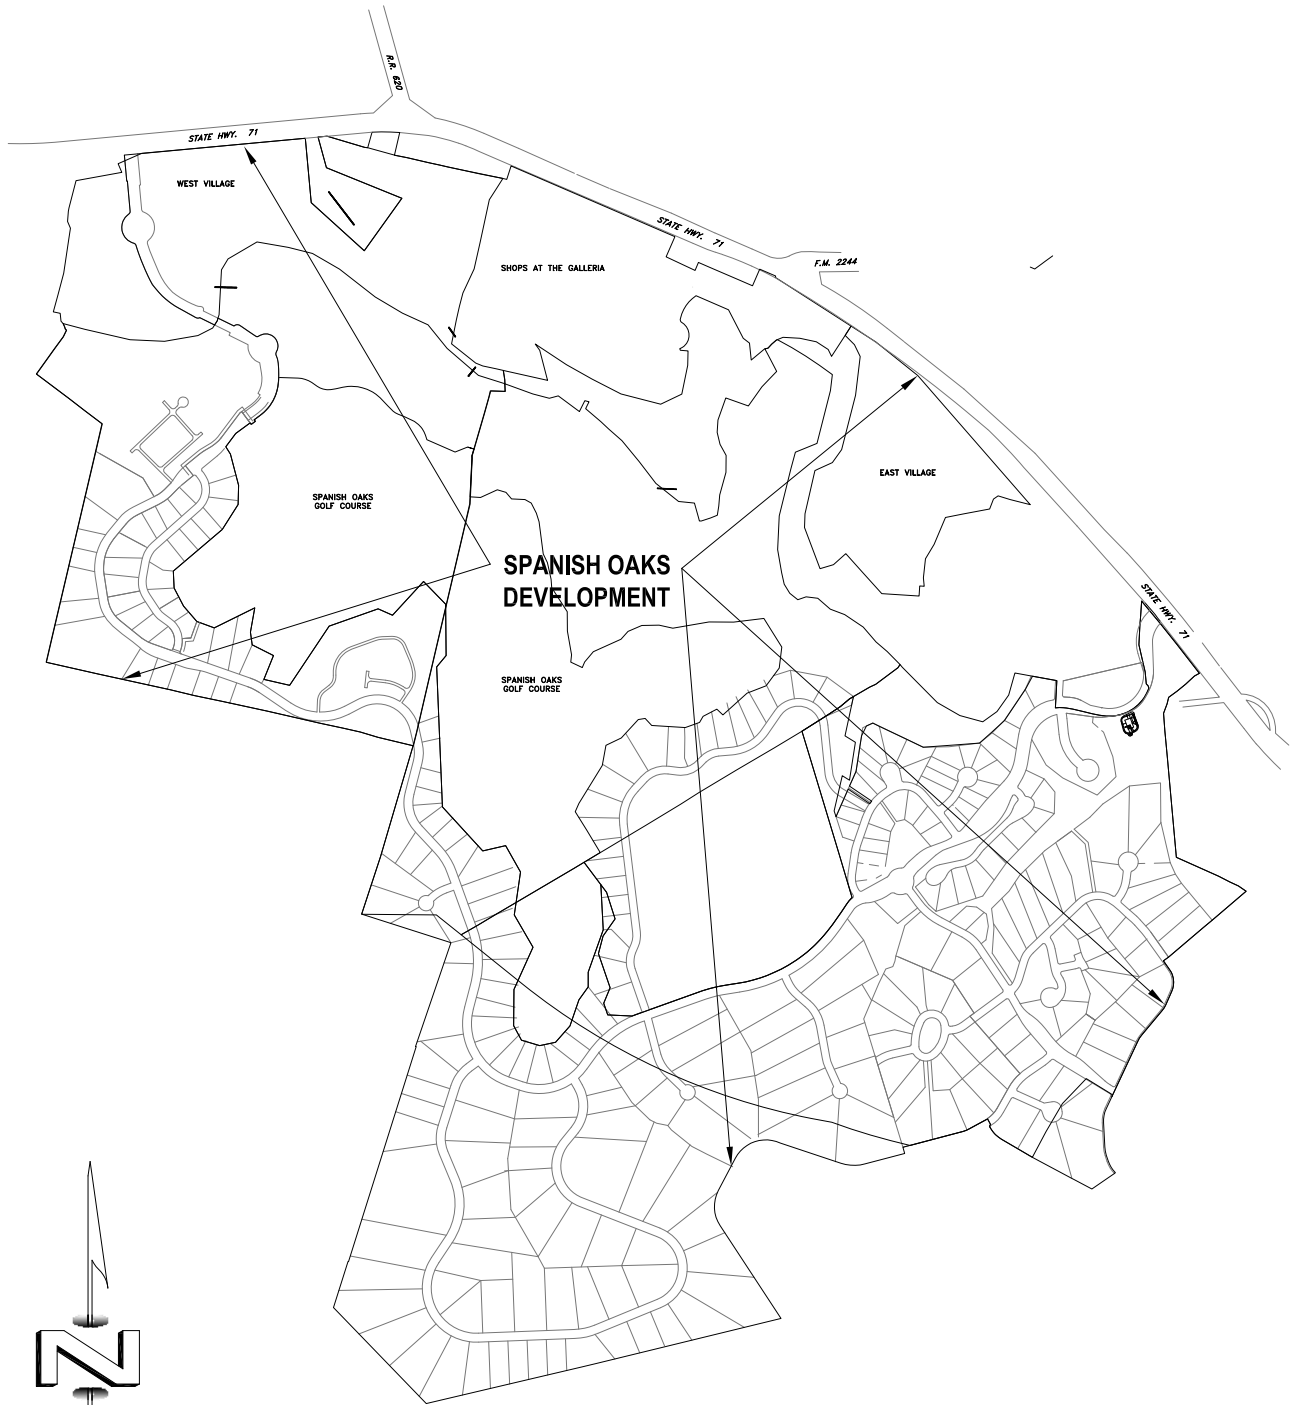 R.R. 620
STATE HWY. 71
WEST VILLAGE
STATE HWY. 71
F.M. 2244
SHOPS AT THE GALLERIA
EAST VILLAGE
SPANISH OAKS
GOLF COURSE
SPANISH OAKS
DEVELOPMENT
STATE HWY. 71
SPANISH OAKS
GOLF COURSE
N